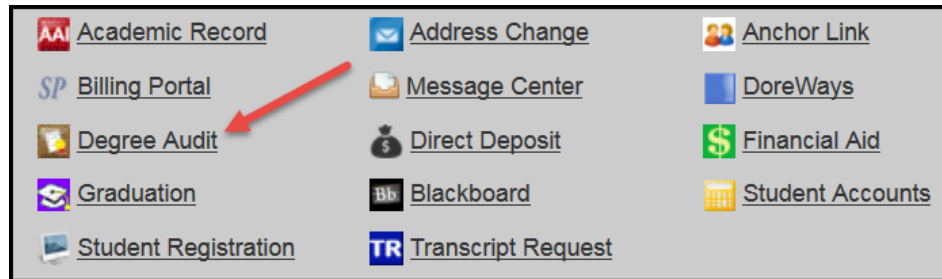 AAI Academic Record Address Change Anchor Link
SP Billing Portal Message Center DoreWays
Degree Audit $ Direct Deposit $ Financial Aid
Graduation Bb Blackboard Student Accounts
Student Registration TR Transcript Request